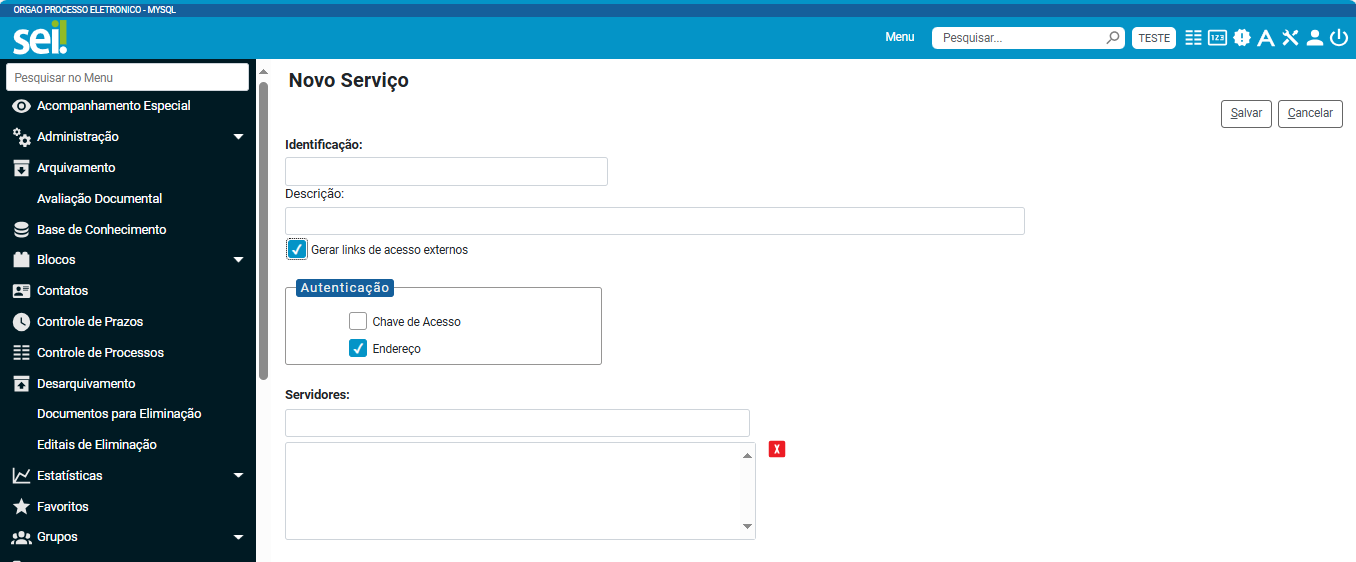 ORGAO PROCESSO ELETRONICO - MYSQL
sei!
Menu
Pesquisar...
TESTE
123
Pesquisar no Menu
Acompanhamento Especial
Administração
Arquivamento
Avaliação Documental
Base de Conhecimento
Blocos
Contatos
Controle de Prazos
Controle de Processos
Desarquivamento
Documentos para Eliminação
Editais de Eliminação
Estatísticas
Favoritos
Grupos
Novo Serviço
Salvar
Cancelar
Identificação:
Descrição:
Gerar links de acesso externos
Autenticação
Chave de Acesso
Endereço
Servidores:
X